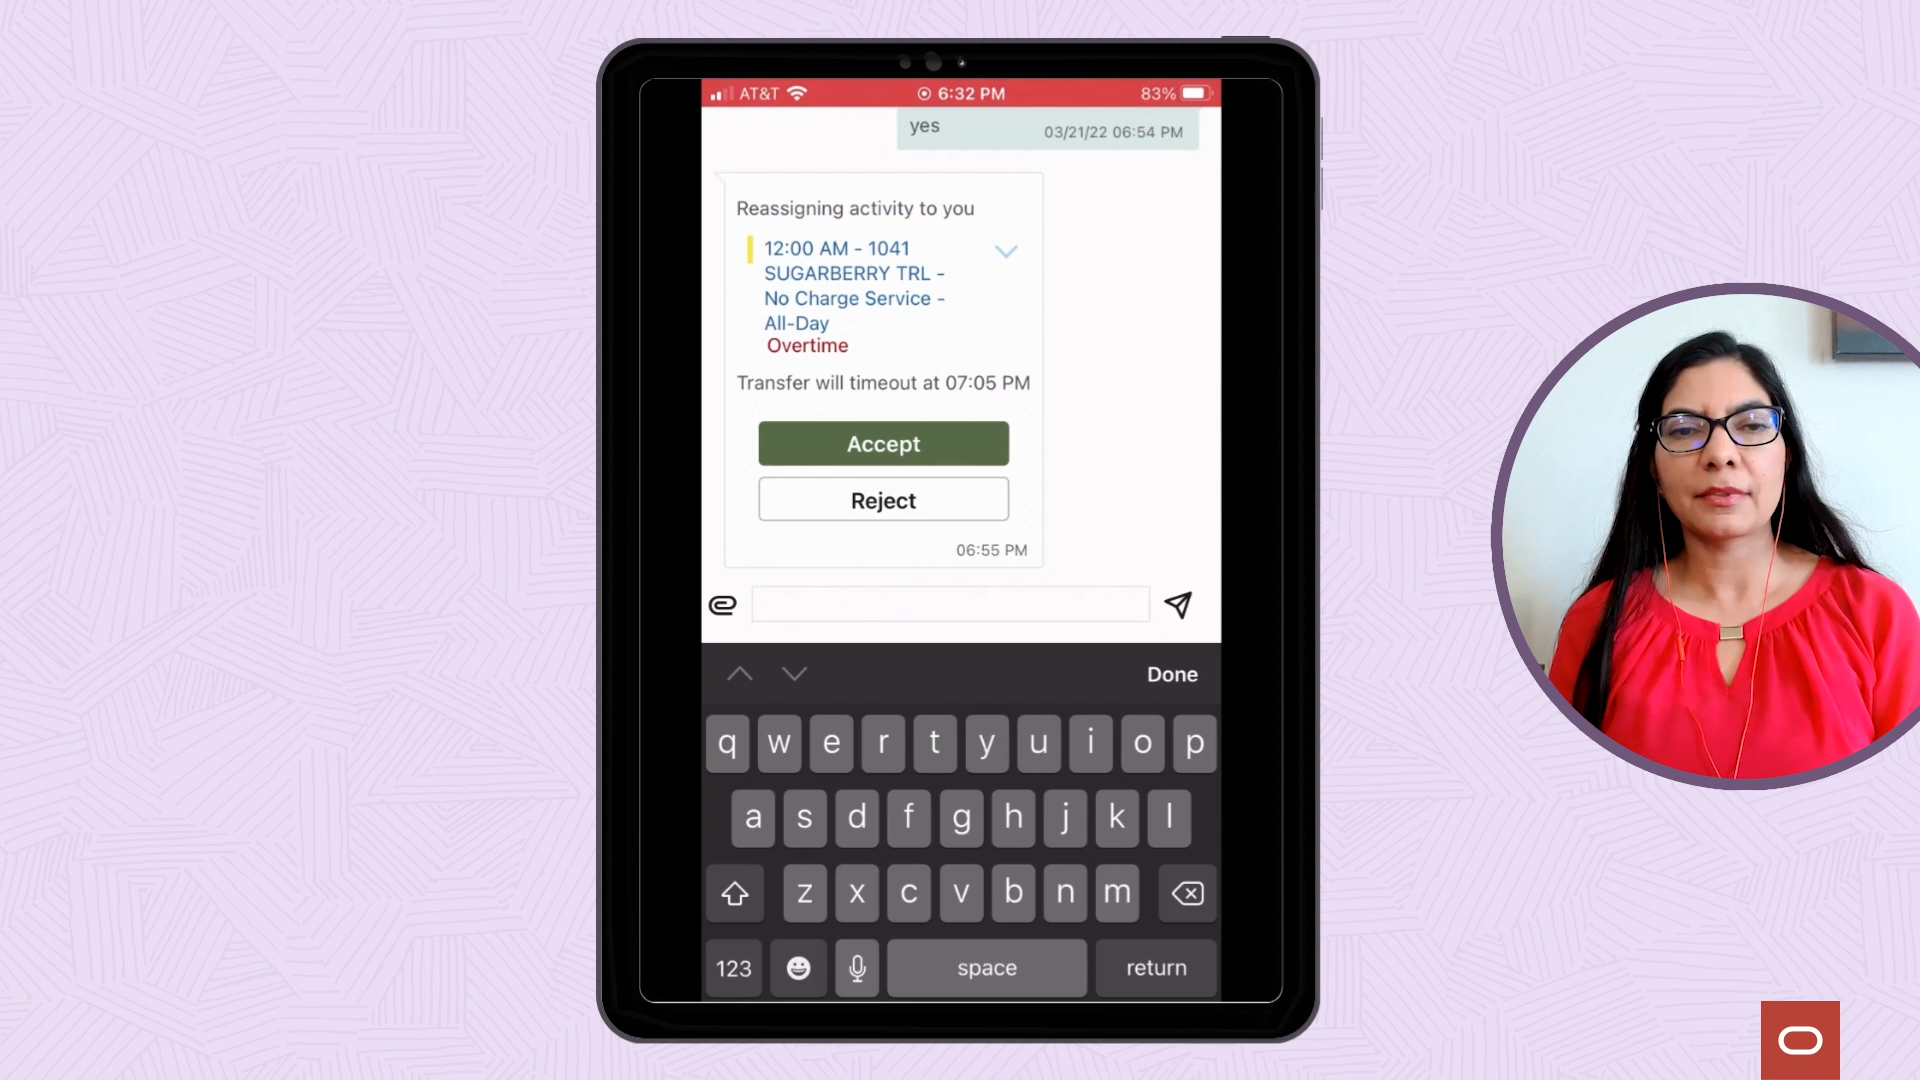 AT&T 6:32 PM 83%
yes 03/21/22 06:54 PM
Reassigning activity to you
12:00 AM - 1041
SUGARBERRY TRL -
No Charge Service -
All-Day
Overtime
Transfer will timeout at 07:05 PM
Accept
Reject
06:55 PM
Done
q w e r t y u i o p
a s d f g h j k l
z x c v b n m
123 space return